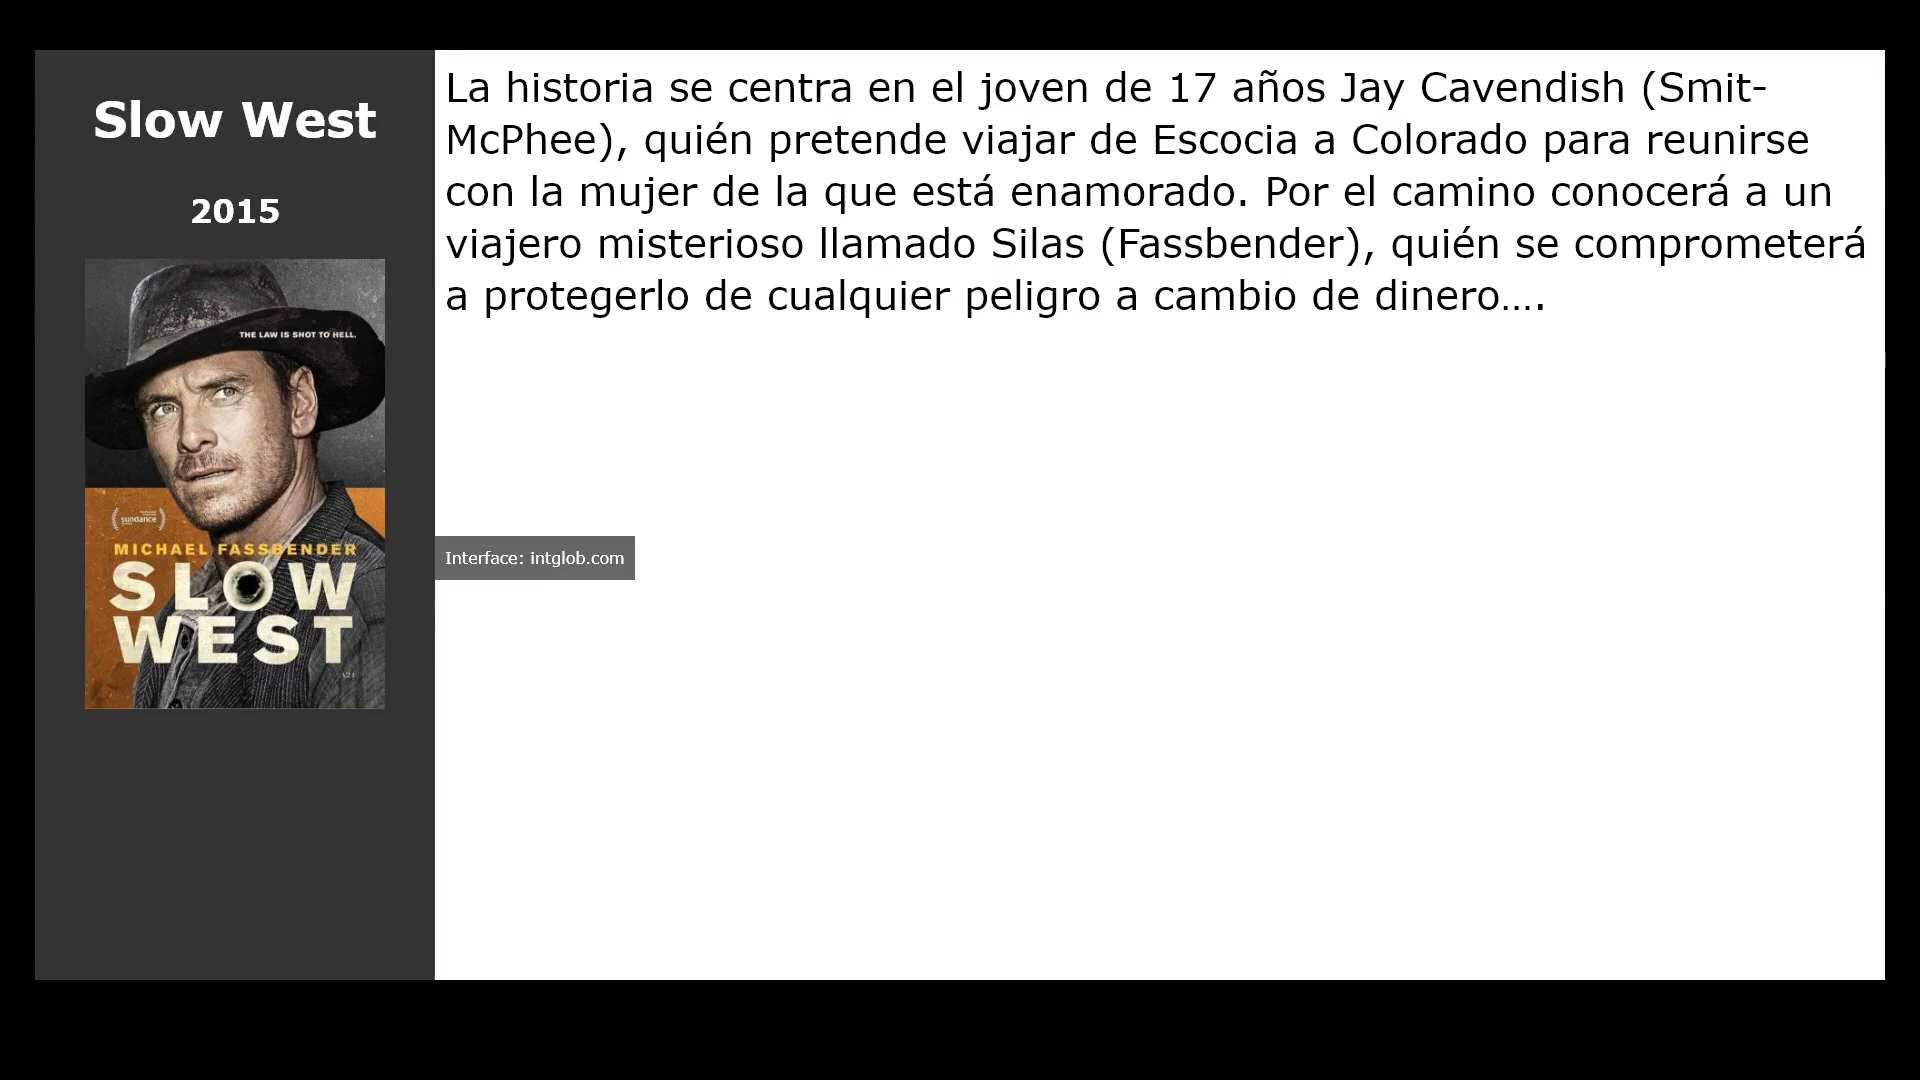 Slow West
2015
THE LAW IS SHOT TO HELL.
sundance
MICHAEL FASSBENDER
SLOW
WEST
La historia se centra en el joven de 17 años Jay Cavendish (Smit-
McPhee), quién pretende viajar de Escocia a Colorado para reunirse
con la mujer de la que está enamorado. Por el camino conocerá a un
viajero misterioso llamado Silas (Fassbender), quién se comprometerá
a protegerlo de cualquier peligro a cambio de dinero….
Interface: intglob.com